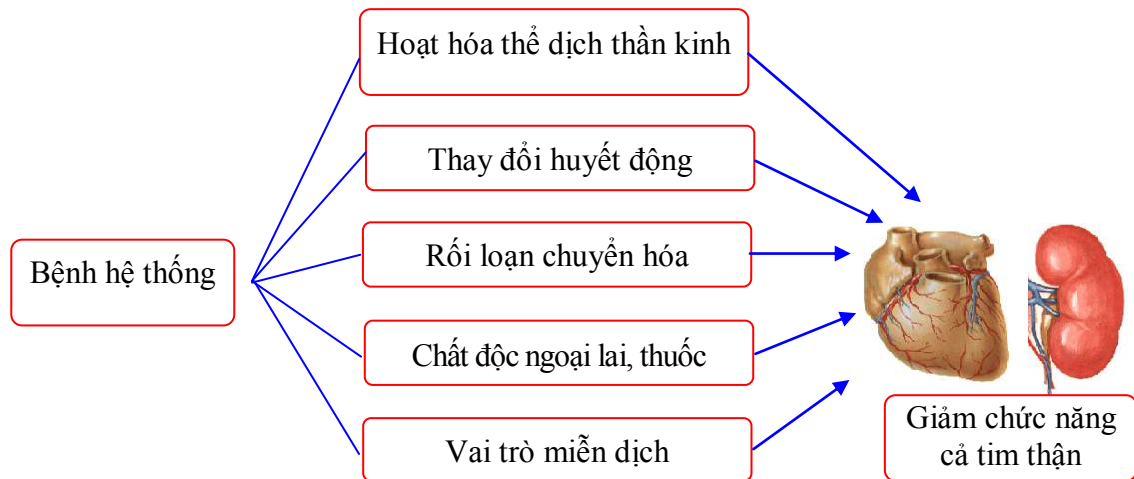 Hoạt hóa thể dịch thần kinh
Thay đổi huyết động
Rối loạn chuyển hóa
Bệnh hệ thống
Chất độc ngoại lai, thuốc
Vai trò miễn dịch
Giảm chức năng
cả tim thận